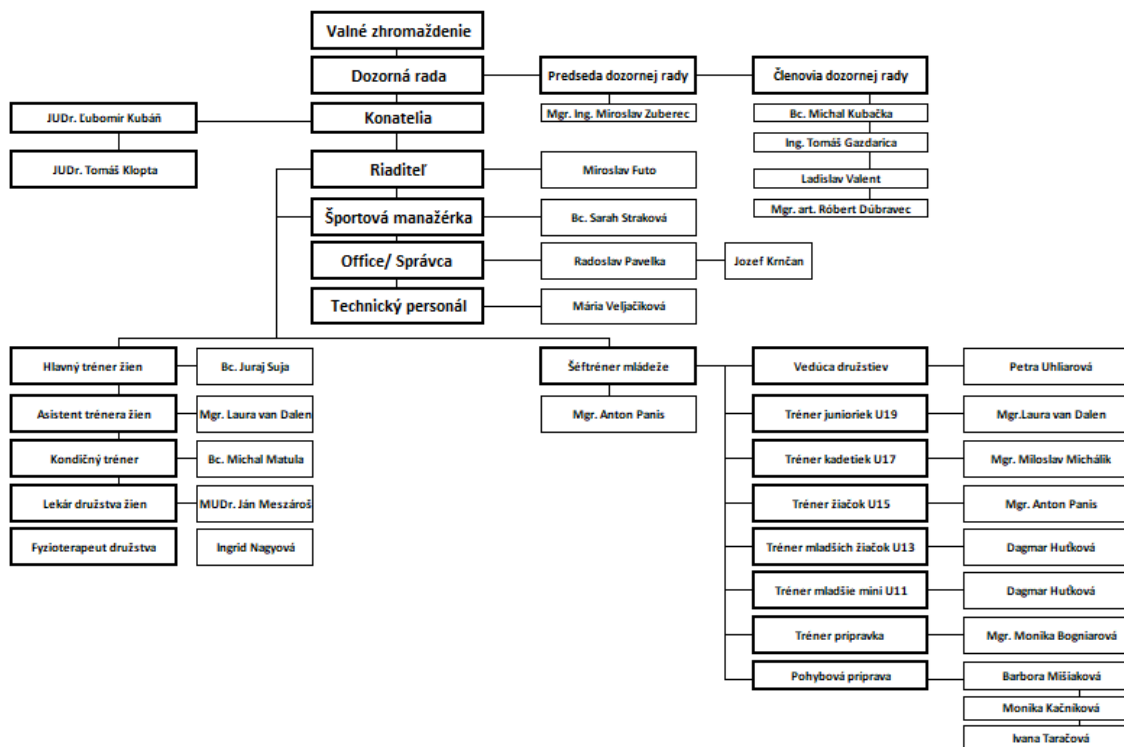 Valné zhromaždenie
Dozorná rada
Predseda dozornej rady
Členovia dozornej rady
JUDr. Ľubomír Kubáň
Konatelia
Mgr. Ing. Miroslav Zuberec
Bc. Michal Kubačka
Ing. Tomáš Gazdarica
JUDr. Tomáš Klopta
Riaditeľ
Miroslav Futo
Ladislav Valent
Mgr. art. Róbert Dúbravec
Športová manažérka
Bc. Sarah Straková
Office/ Správca
Radoslav Pavelka
Jozef Krnčan
Technický personál
Mária Veljačiková
Hlavný tréner žien
Bc. Juraj Suja
Šéftréner mládeže
Vedúca družstiev
Petra Uhliarová
Asistent trénera žien
Mgr. Laura van Dalen
Mgr. Anton Panis
Tréner junioriek U19
Mgr.Laura van Dalen
Kondičný tréner
Bc. Michal Matula
Tréner kadetiek U17
Mgr. Miloslav Michálik
Lekár družstva žien
MUDr. Ján Meszároš
Tréner žiačok U15
Mgr. Anton Panis
Fyzioterapeut družstva
Ingrid Nagyová
Tréner mladších žiačok U13
Dagmar Huťková
Tréner mladšie mini U11
Dagmar Huťková
Tréner prípravka
Mgr. Monika Bogniarová
Pohybová príprava
Barbora Mišiaková
Monika Kačníková
Ivana Taračová